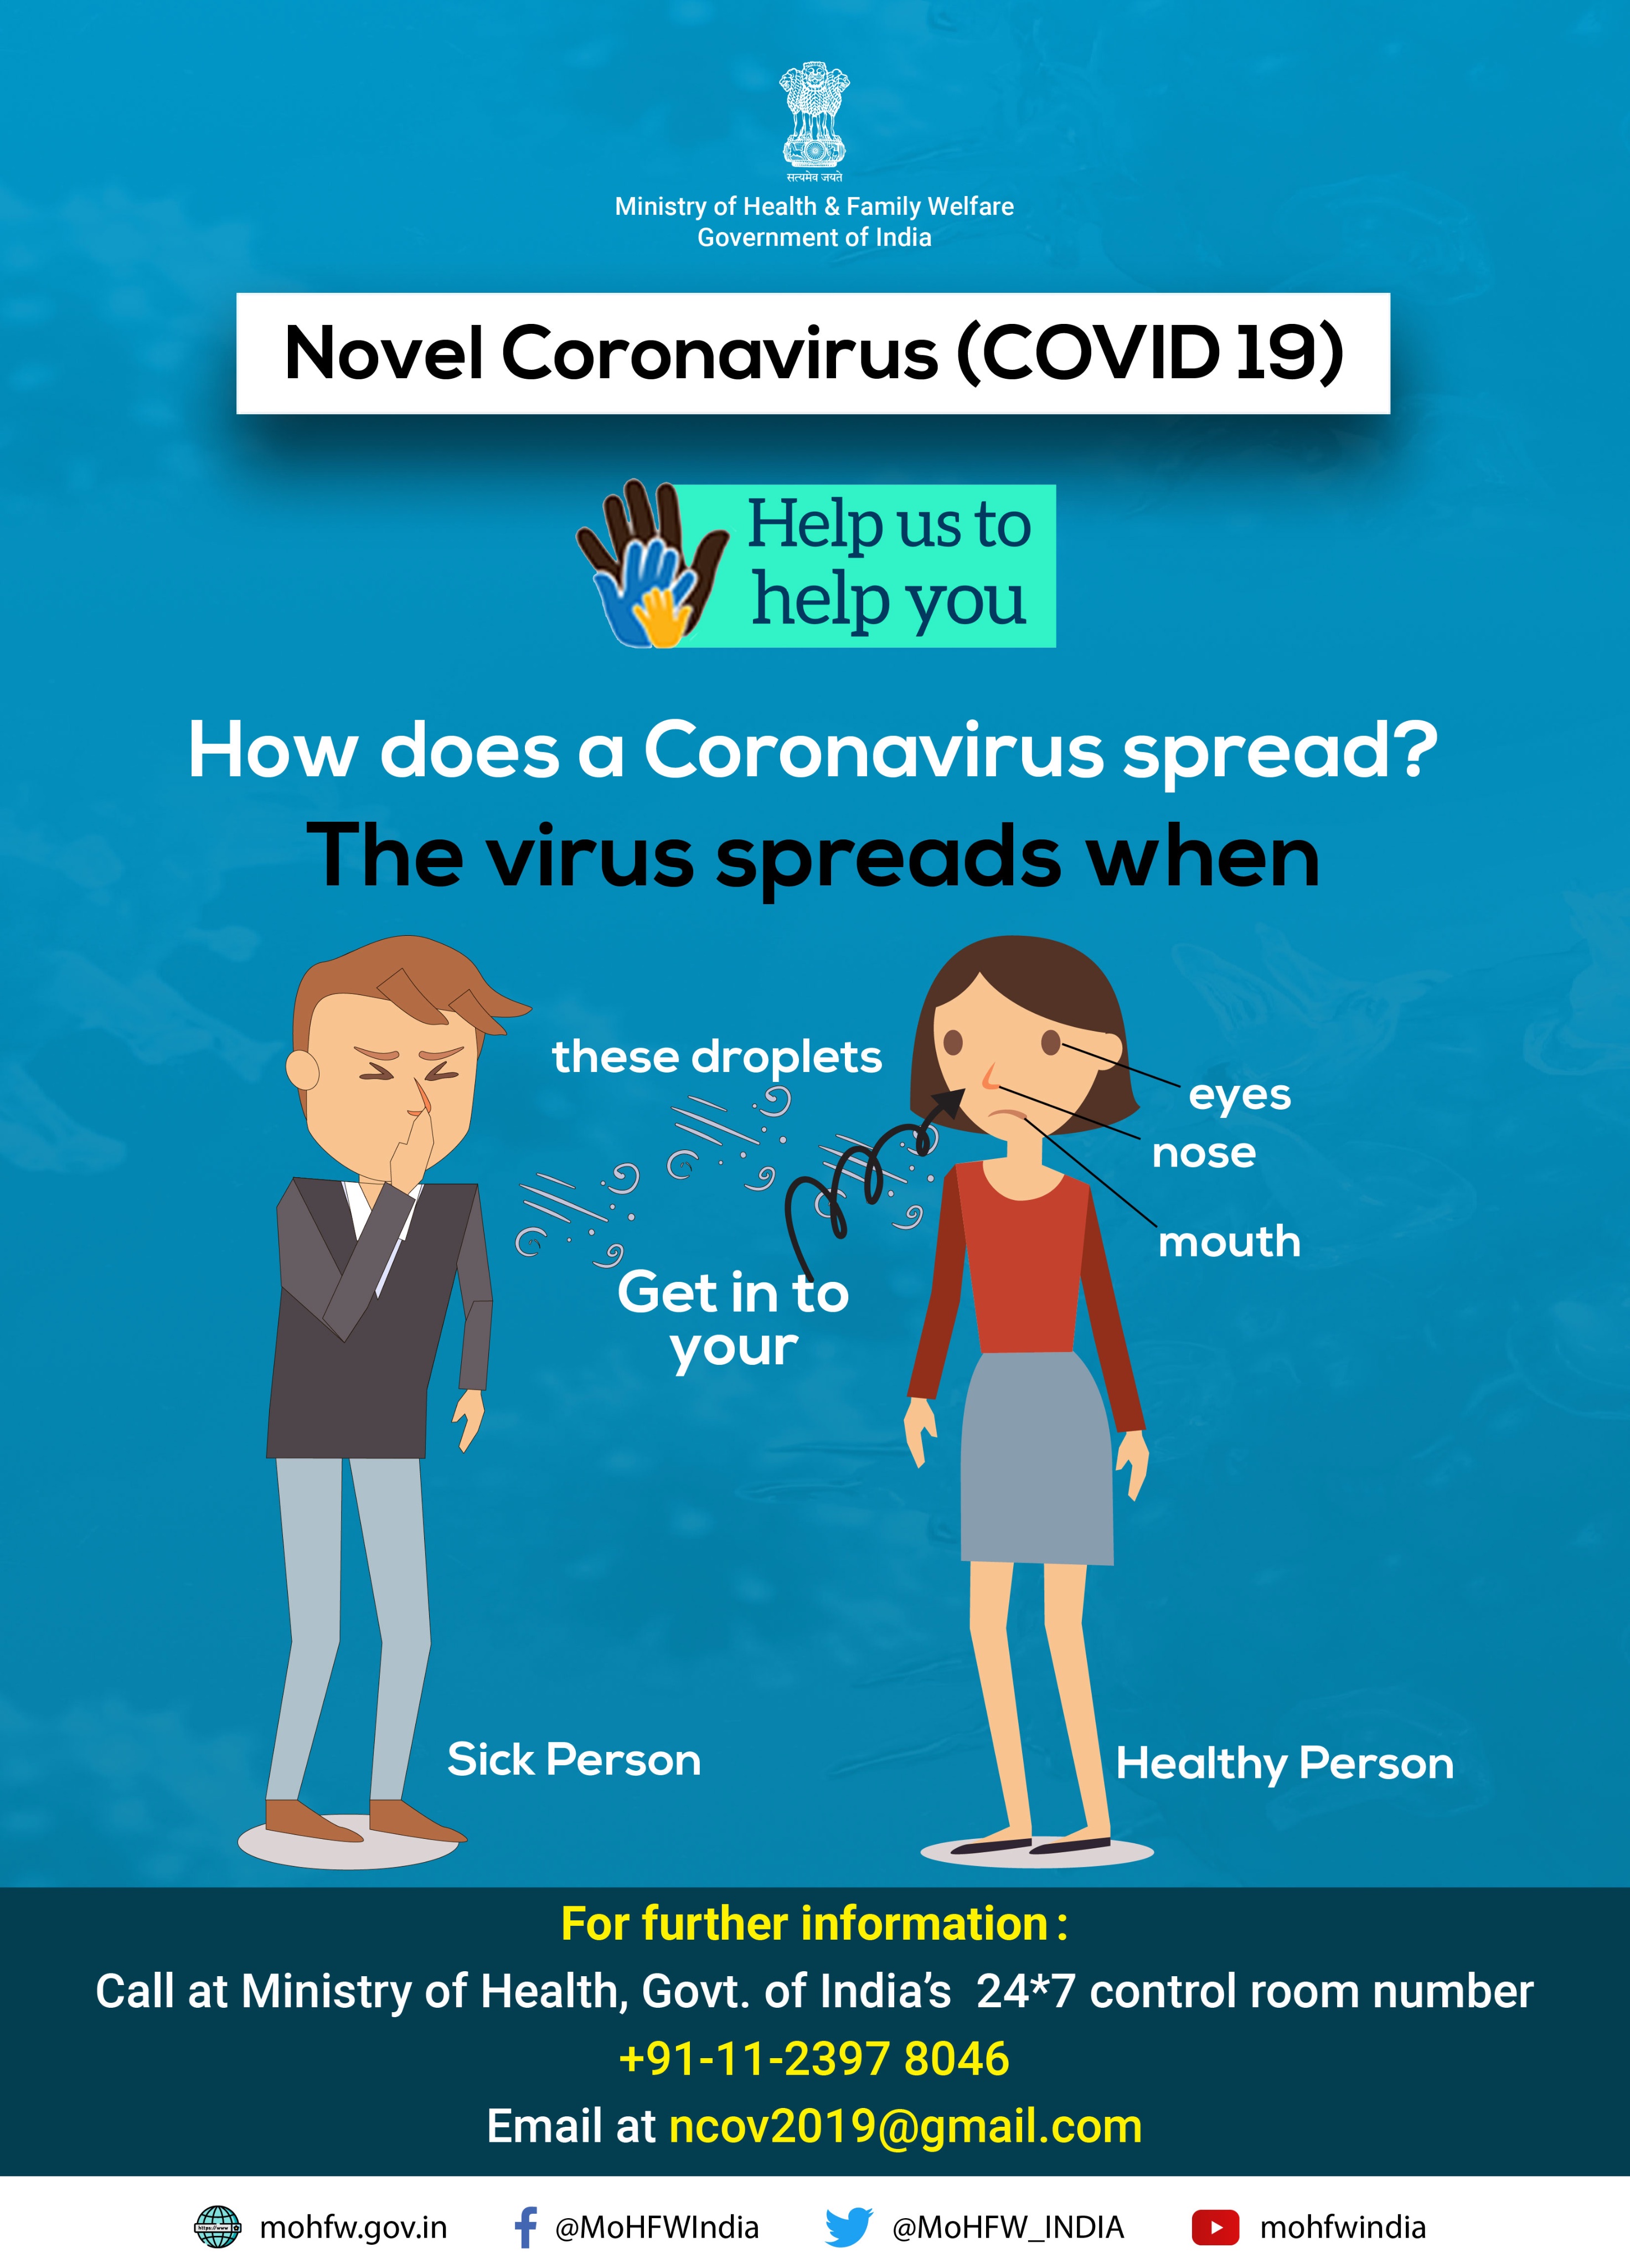 सत्यमेव जयते
Ministry of Health & Family Welfare
Government of India
Novel Coronavirus (COVID 19)
Help us to
help you
How does a Coronavirus spread?
The virus spreads when
these droplets
eyes
nose
mouth
Get in to
your
Sick Person
Healthy Person
For further information :
Call at Ministry of Health, Govt. of India’s 24*7 control room number
+91-11-2397 8046
Email at ncov2019@gmail.com
https://www
mohfw.gov.in
@MoHFWIndia
@MoHFW_INDIA
mohfwindia